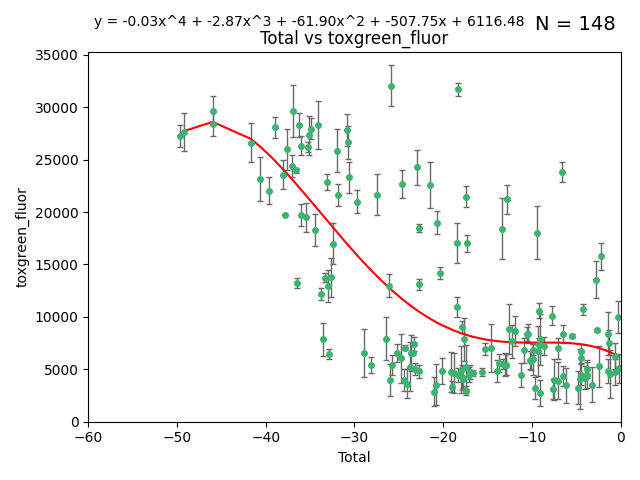 y = -0.03x^4 + -2.87x^3 + -61.90x^2 + -507.75x + 6116.48 N = 148
Total vs toxgreen_fluor
35000
30000
25000
20000
15000
10000
5000
0
toxgreen_fluor
−60 −50 −40 −30 −20 −10 0
Total